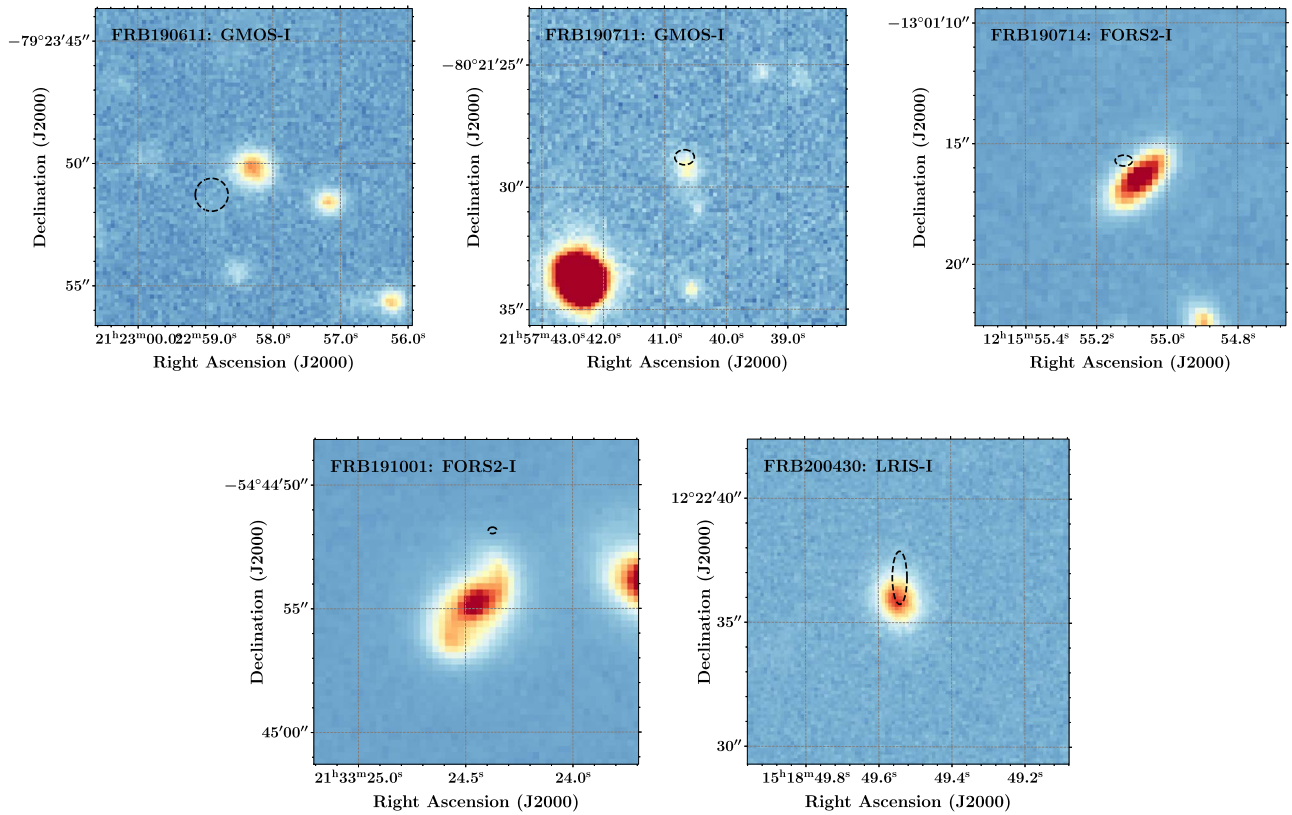 FRB190611: GMOS-I
−79°23′45″
50″
55″
Declination (J2000)
21ʰ23ᵐ00.0ˢ 22ᵐ59.0ˢ 58.0ˢ 57.0ˢ 56.0ˢ
Right Ascension (J2000)
FRB190711: GMOS-I
−80°21′25″
30″
35″
Declination (J2000)
21ʰ57ᵐ43.0ˢ 42.0ˢ 41.0ˢ 40.0ˢ 39.0ˢ
Right Ascension (J2000)
FRB190714: FORS2-I
−13°01′10″
15″
20″
Declination (J2000)
12ʰ15ᵐ55.4ˢ 55.2ˢ 55.0ˢ 54.8ˢ
Right Ascension (J2000)
FRB191001: FORS2-I
−54°44′50″
55″
45′00″
Declination (J2000)
21ʰ33ᵐ25.0ˢ 24.5ˢ 24.0ˢ
Right Ascension (J2000)
FRB200430: LRIS-I
12°22′40″
35″
30″
Declination (J2000)
15ʰ18ᵐ49.8ˢ 49.6ˢ 49.4ˢ 49.2ˢ
Right Ascension (J2000)